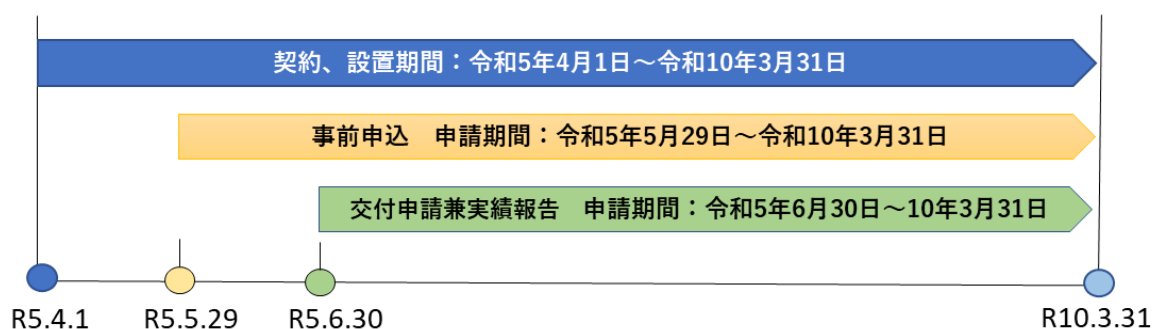 契約、設置期間：令和5年4月1日～令和10年3月31日
事前申込　申請期間：令和5年5月29日～令和10年3月31日
交付申請兼実績報告　申請期間：令和5年6月30日～10年3月31日
R5.4.1
R5.5.29
R5.6.30
R10.3.31